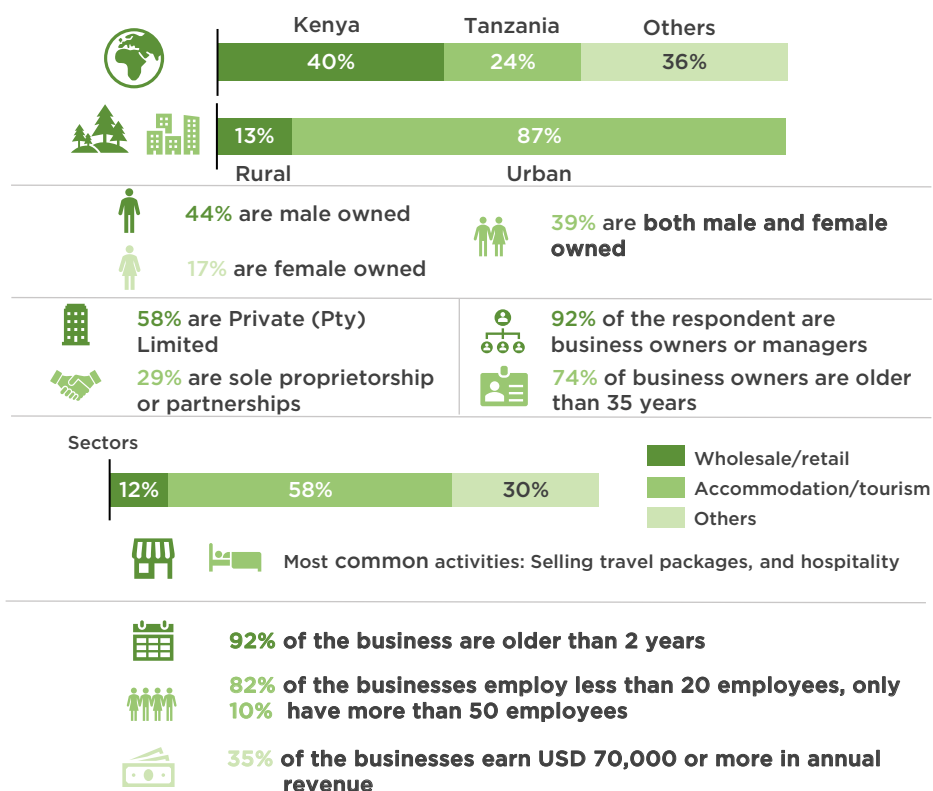 Kenya Tanzania Others
40% 24% 36%
13% 87%
Rural Urban
44% are male owned
17% are female owned
39% are both male and female
owned
58% are Private (Pty)
Limited
29% are sole proprietorship
or partnerships
92% of the respondent are
business owners or managers
74% of business owners are older
than 35 years
Sectors
12% 58% 30%
Wholesale/retail
Accommodation/tourism
Others
Most common activities: Selling travel packages, and hospitality
92% of the business are older than 2 years
82% of the businesses employ less than 20 employees, only
10% have more than 50 employees
35% of the businesses earn USD 70,000 or more in annual
revenue